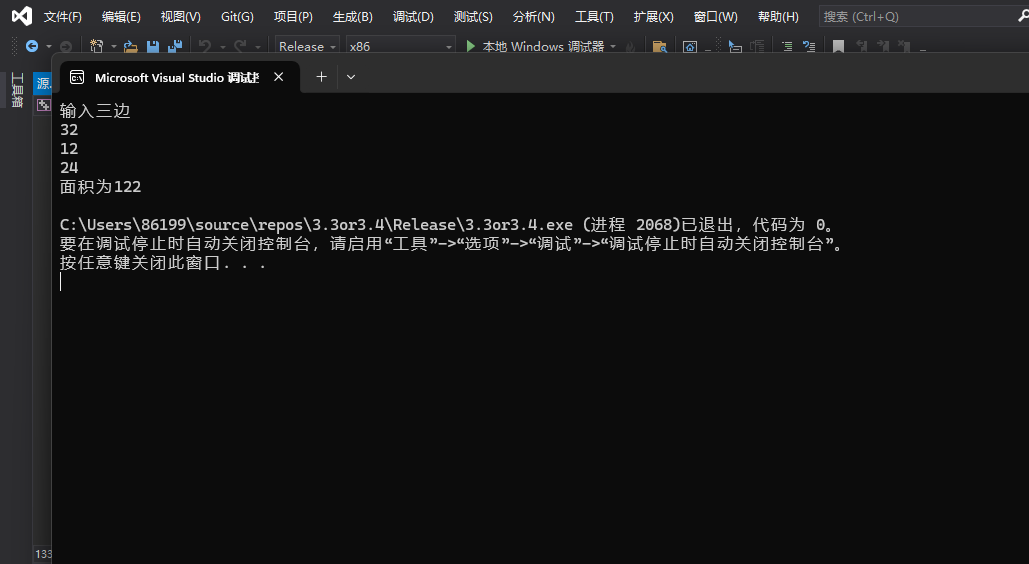 文件(F) 编辑(E) 视图(V) Git(G) 项目(P) 生成(B) 调试(D) 测试(S) 分析(N) 工具(T) 扩展(X) 窗口(W) 帮助(H) 搜索 (Ctrl+Q)
Release x86 本地 Windows 调试器
工具箱
源
Microsoft Visual Studio 调试
输入三边
32
12
24
面积为122
C:\Users\86199\source\repos\3.3or3.4\Release\3.3or3.4.exe (进程 2068)已退出，代码为 0。
要在调试停止时自动关闭控制台，请启用“工具”->“选项”->“调试”->“调试停止时自动关闭控制台”。
按任意键关闭此窗口. . .
133